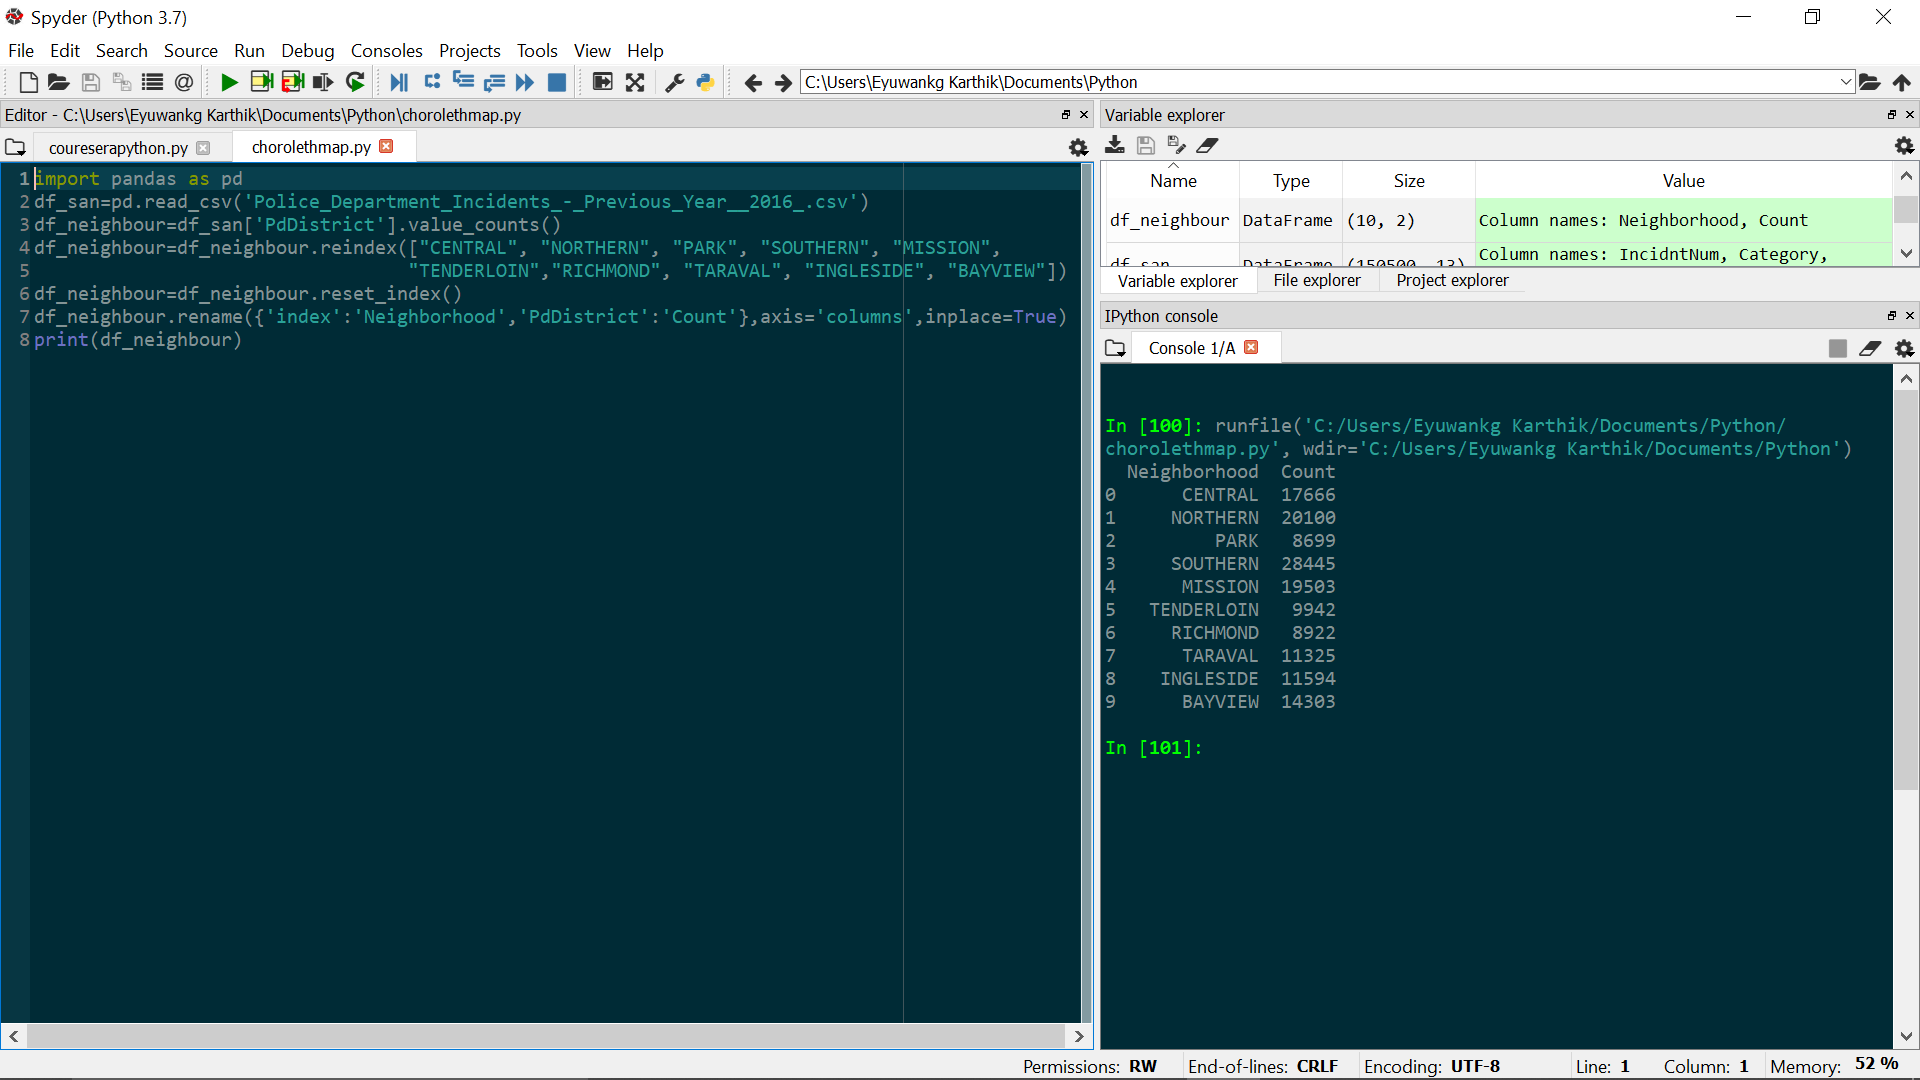 Spyder (Python 3.7)
File Edit Search Source Run Debug Consoles Projects Tools View Help
C:\Users\Eyuwankg Karthik\Documents\Python
Editor - C:\Users\Eyuwankg Karthik\Documents\Python\chorolethmap.py
coureserapython.py
chorolethmap.py
1 import pandas as pd
2 df_san=pd.read_csv('Police_Department_Incidents_-_Previous_Year__2016_.csv')
3 df_neighbour=df_san['PdDistrict'].value_counts()
4 df_neighbour=df_neighbour.reindex(["CENTRAL", "NORTHERN", "PARK", "SOUTHERN", "MISSION",
5 "TENDERLOIN","RICHMOND", "TARAVAL", "INGLESIDE", "BAYVIEW"])
6 df_neighbour=df_neighbour.reset_index()
7 df_neighbour.rename({'index':'Neighborhood','PdDistrict':'Count'},axis='columns',inplace=True)
8 print(df_neighbour)
Variable explorer
Name Type Size Value
df_neighbour DataFrame (10, 2) Column names: Neighborhood, Count
df_san DataFrame (150500, 13) Column names: IncidntNum, Category,
Variable explorer File explorer Project explorer
IPython console
Console 1/A
In [100]: runfile('C:/Users/Eyuwankg Karthik/Documents/Python/
chorolethmap.py', wdir='C:/Users/Eyuwankg Karthik/Documents/Python')
Neighborhood Count
0 CENTRAL 17666
1 NORTHERN 20100
2 PARK 8699
3 SOUTHERN 28445
4 MISSION 19503
5 TENDERLOIN 9942
6 RICHMOND 8922
7 TARAVAL 11325
8 INGLESIDE 11594
9 BAYVIEW 14303
In [101]:
Permissions: RW End-of-lines: CRLF Encoding: UTF-8 Line: 1 Column: 1 Memory: 52 %